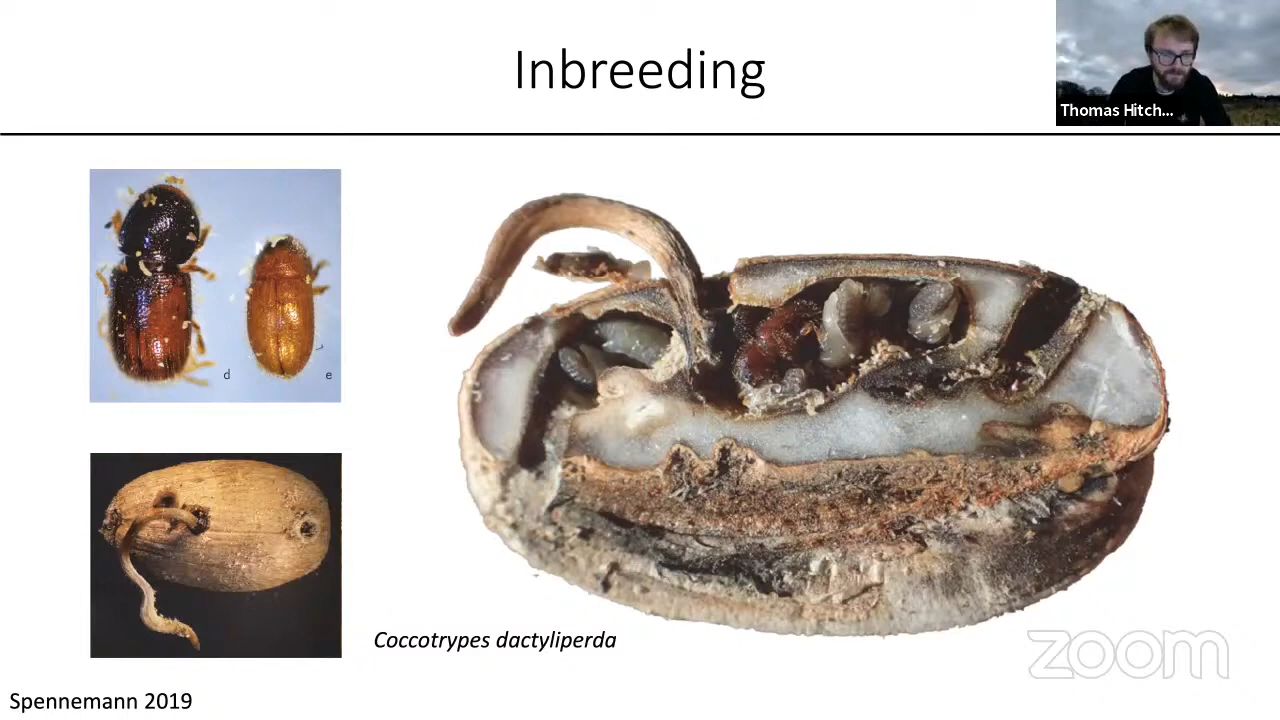 Inbreeding
Thomas Hitch...
d
e
Coccotrypes dactyliperda
zoom
Spennemann 2019